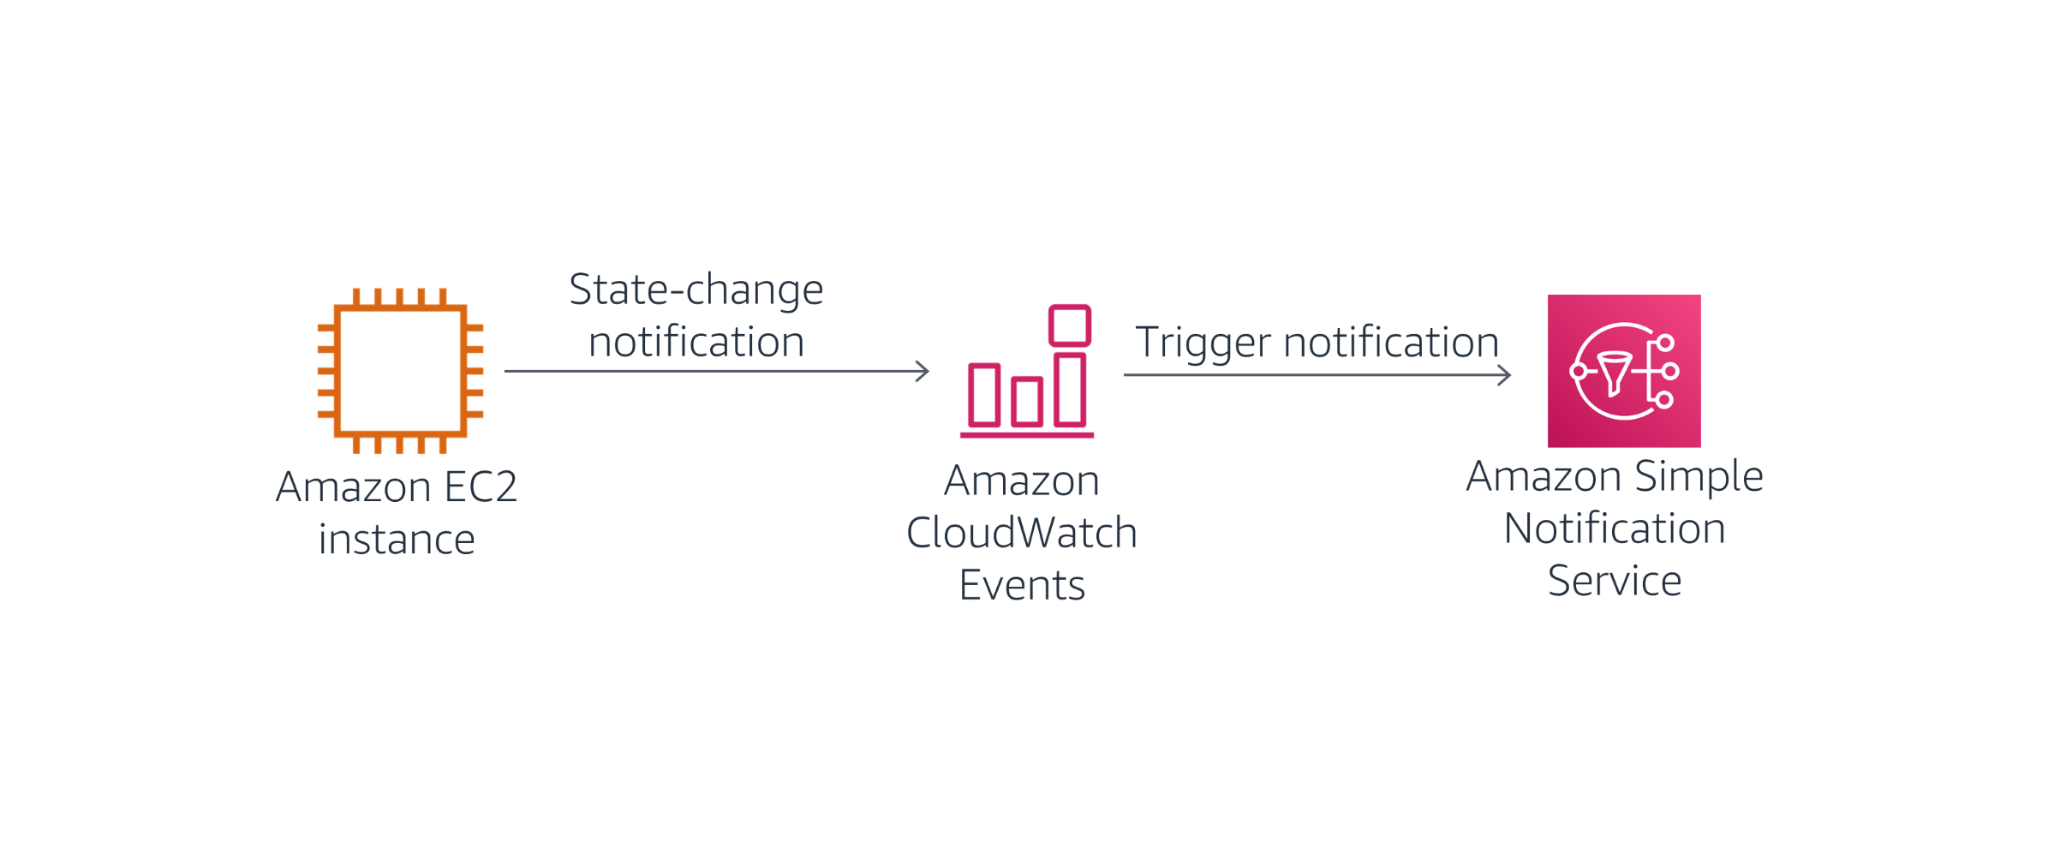 State-change
notification
Trigger notification
Amazon EC2
instance
Amazon
CloudWatch
Events
Amazon Simple
Notification
Service